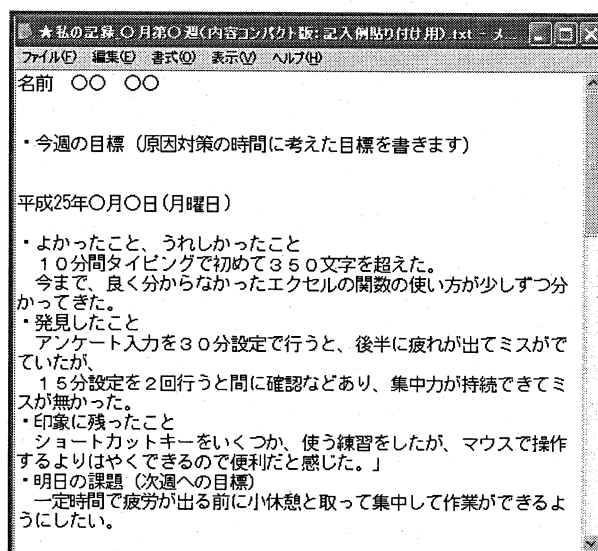 ★私の記録 ○月第○週(内容コンパクト版:記入例貼り付け用).txt - メ...
ファイル(F) 編集(E) 書式(O) 表示(V) ヘルプ(H)
名前 ○○ ○○
・今週の目標（原因対策の時間に考えた目標を書きます）
平成25年○月○日(月曜日)
・よかったこと、うれしかったこと
１０分間タイピングで初めて３５０文字を超えた。
今まで、良く分からなかったエクセルの関数の使い方が少しずつ分
かってきた。
・発見したこと
アンケート入力を３０分設定で行うと、後半に疲れが出てミスがで
ていたが、
１５分設定を２回行うと間に確認などあり、集中力が持続できてミ
スが無かった。
・印象に残ったこと
ショートカットキーをいくつか、使う練習をしたが、マウスで操作
するよりはやくできるので便利だと感じた。」
・明日の課題（次週への目標）
一定時間で疲労が出る前に小休憩と取って集中して作業ができるよ
うにしたい。